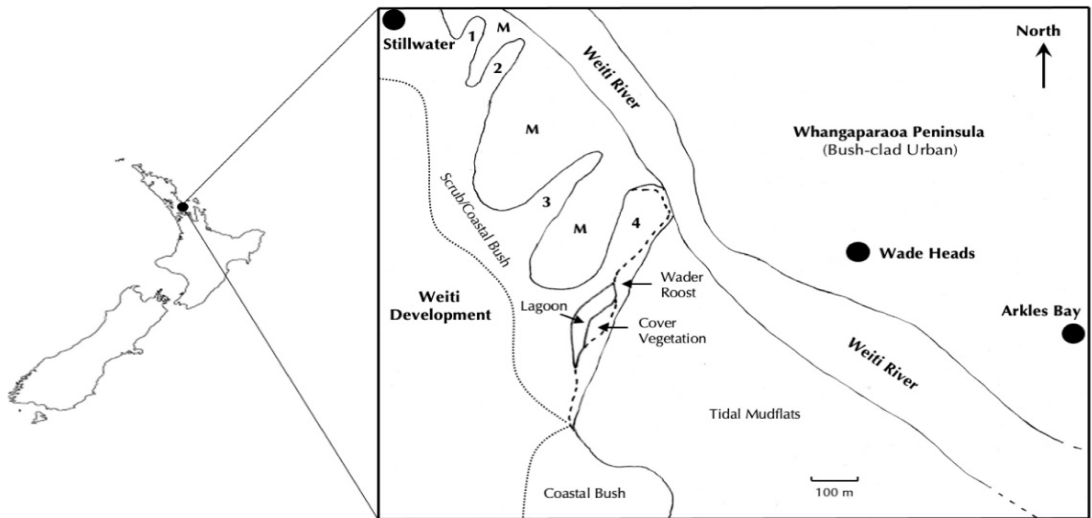 Stillwater
1
M
2
Weiti River
North
Whangaparaoa Peninsula
(Bush-clad Urban)
M
Scrub/Coastal Bush
3
M
4
Wade Heads
Weiti
Development
Wader
Roost
Lagoon
Cover
Vegetation
Arkles Bay
Weiti River
Tidal Mudflats
Coastal Bush
100 m